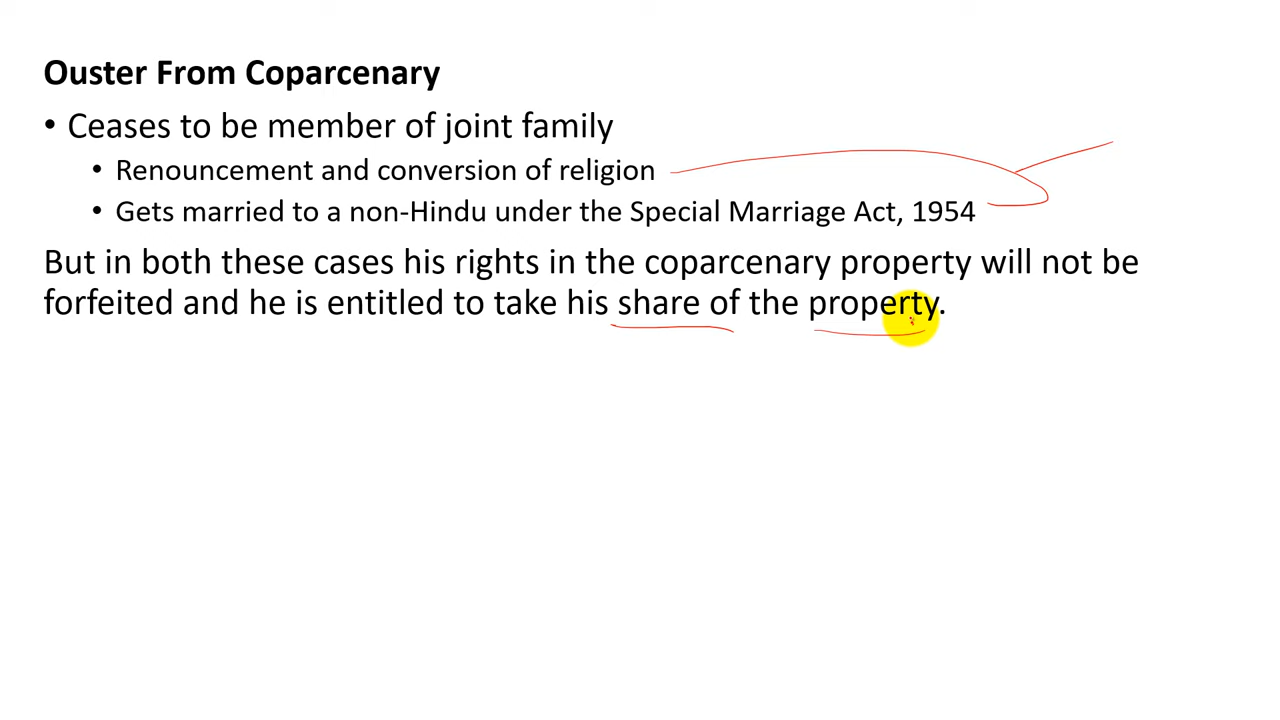 Ouster From Coparcenary
• Ceases to be member of joint family
• Renouncement and conversion of religion
• Gets married to a non-Hindu under the Special Marriage Act, 1954
But in both these cases his rights in the coparcenary property will not be
forfeited and he is entitled to take his share of the property.